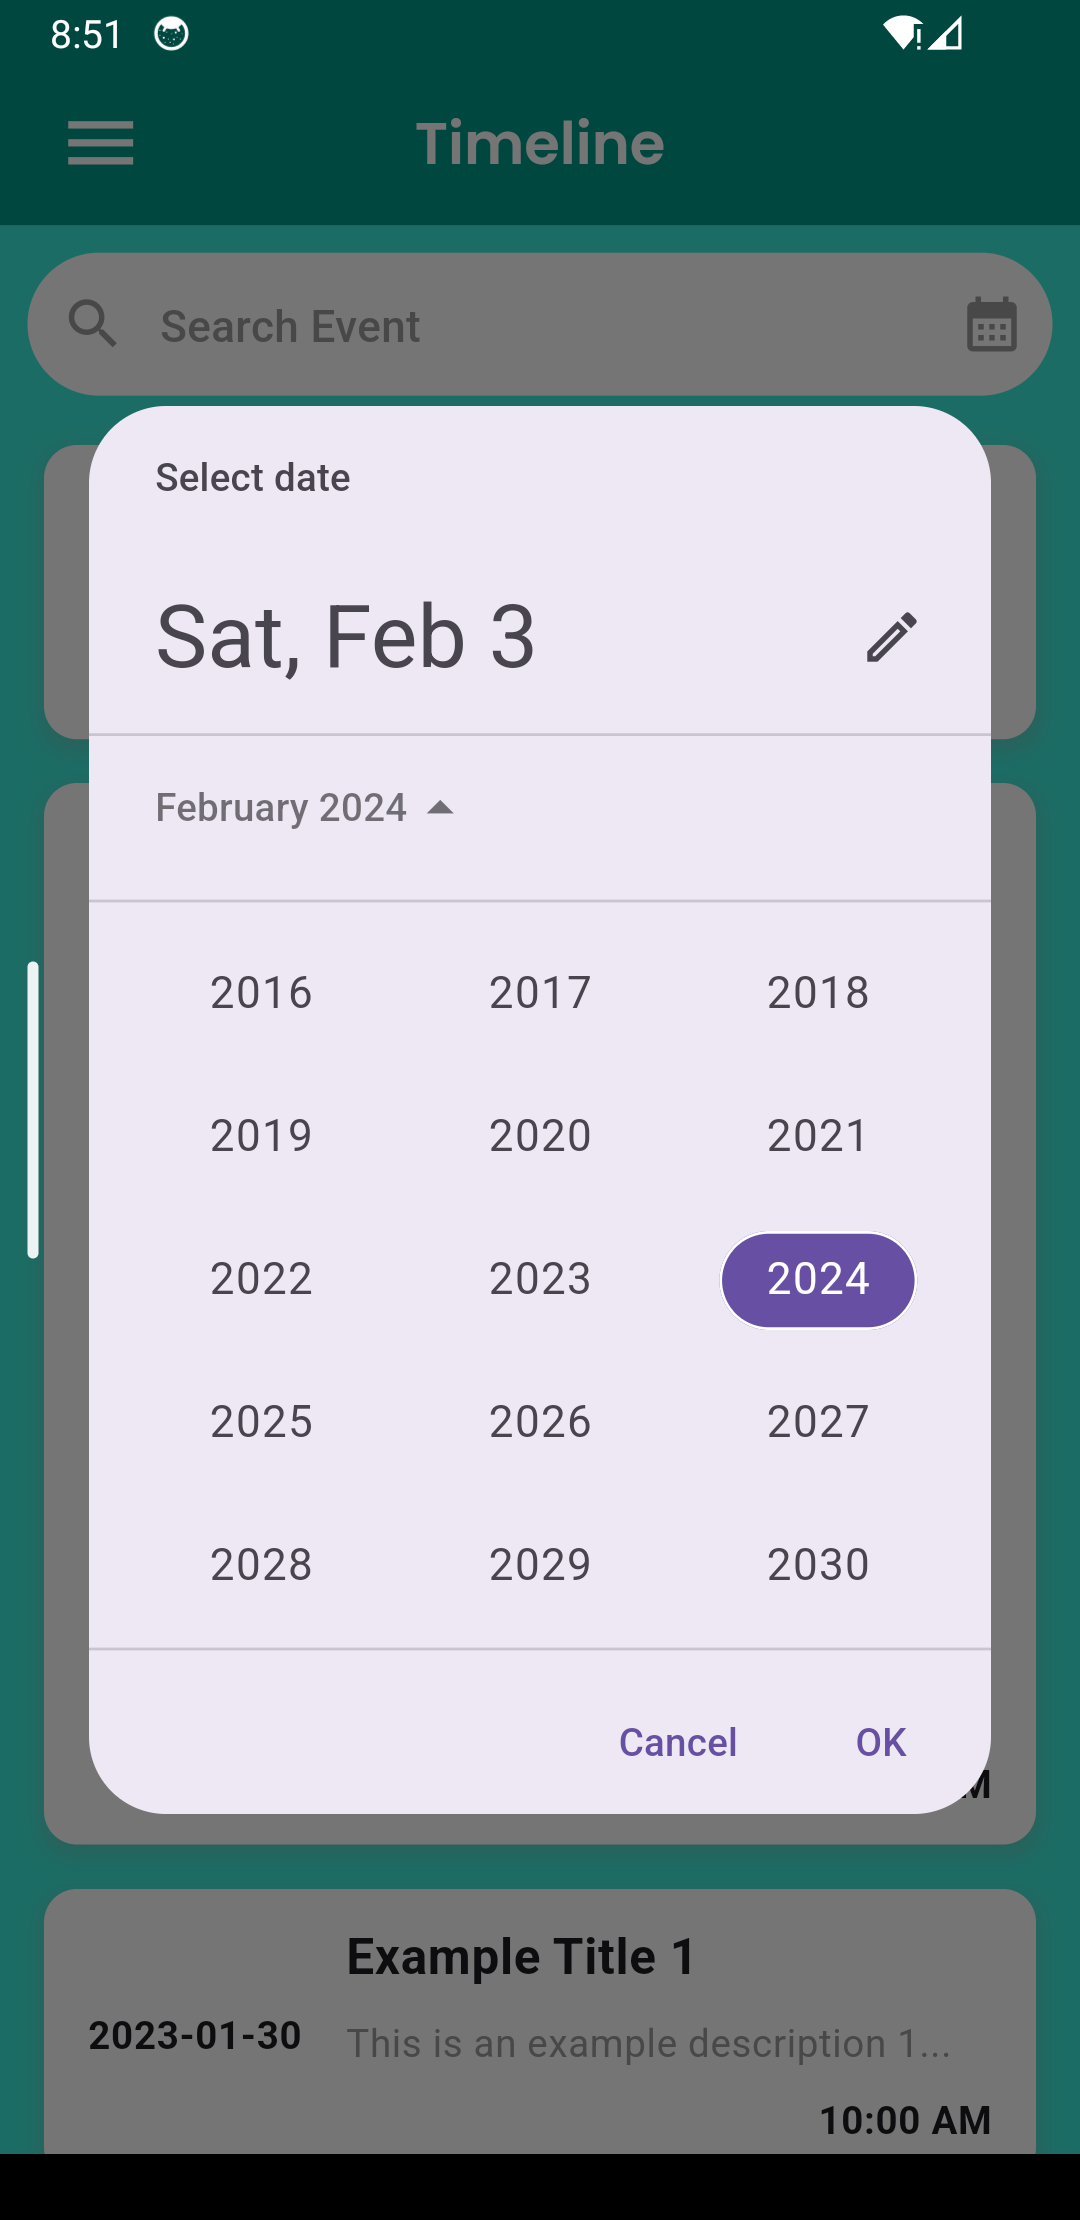 8:51
Timeline
Search Event
Select date
Sat, Feb 3
February 2024
2016 2017 2018
2019 2020 2021
2022 2023 2024
2025 2026 2027
2028 2029 2030
Cancel OK
Example Title 1
2023-01-30
This is an example description 1...
10:00 AM